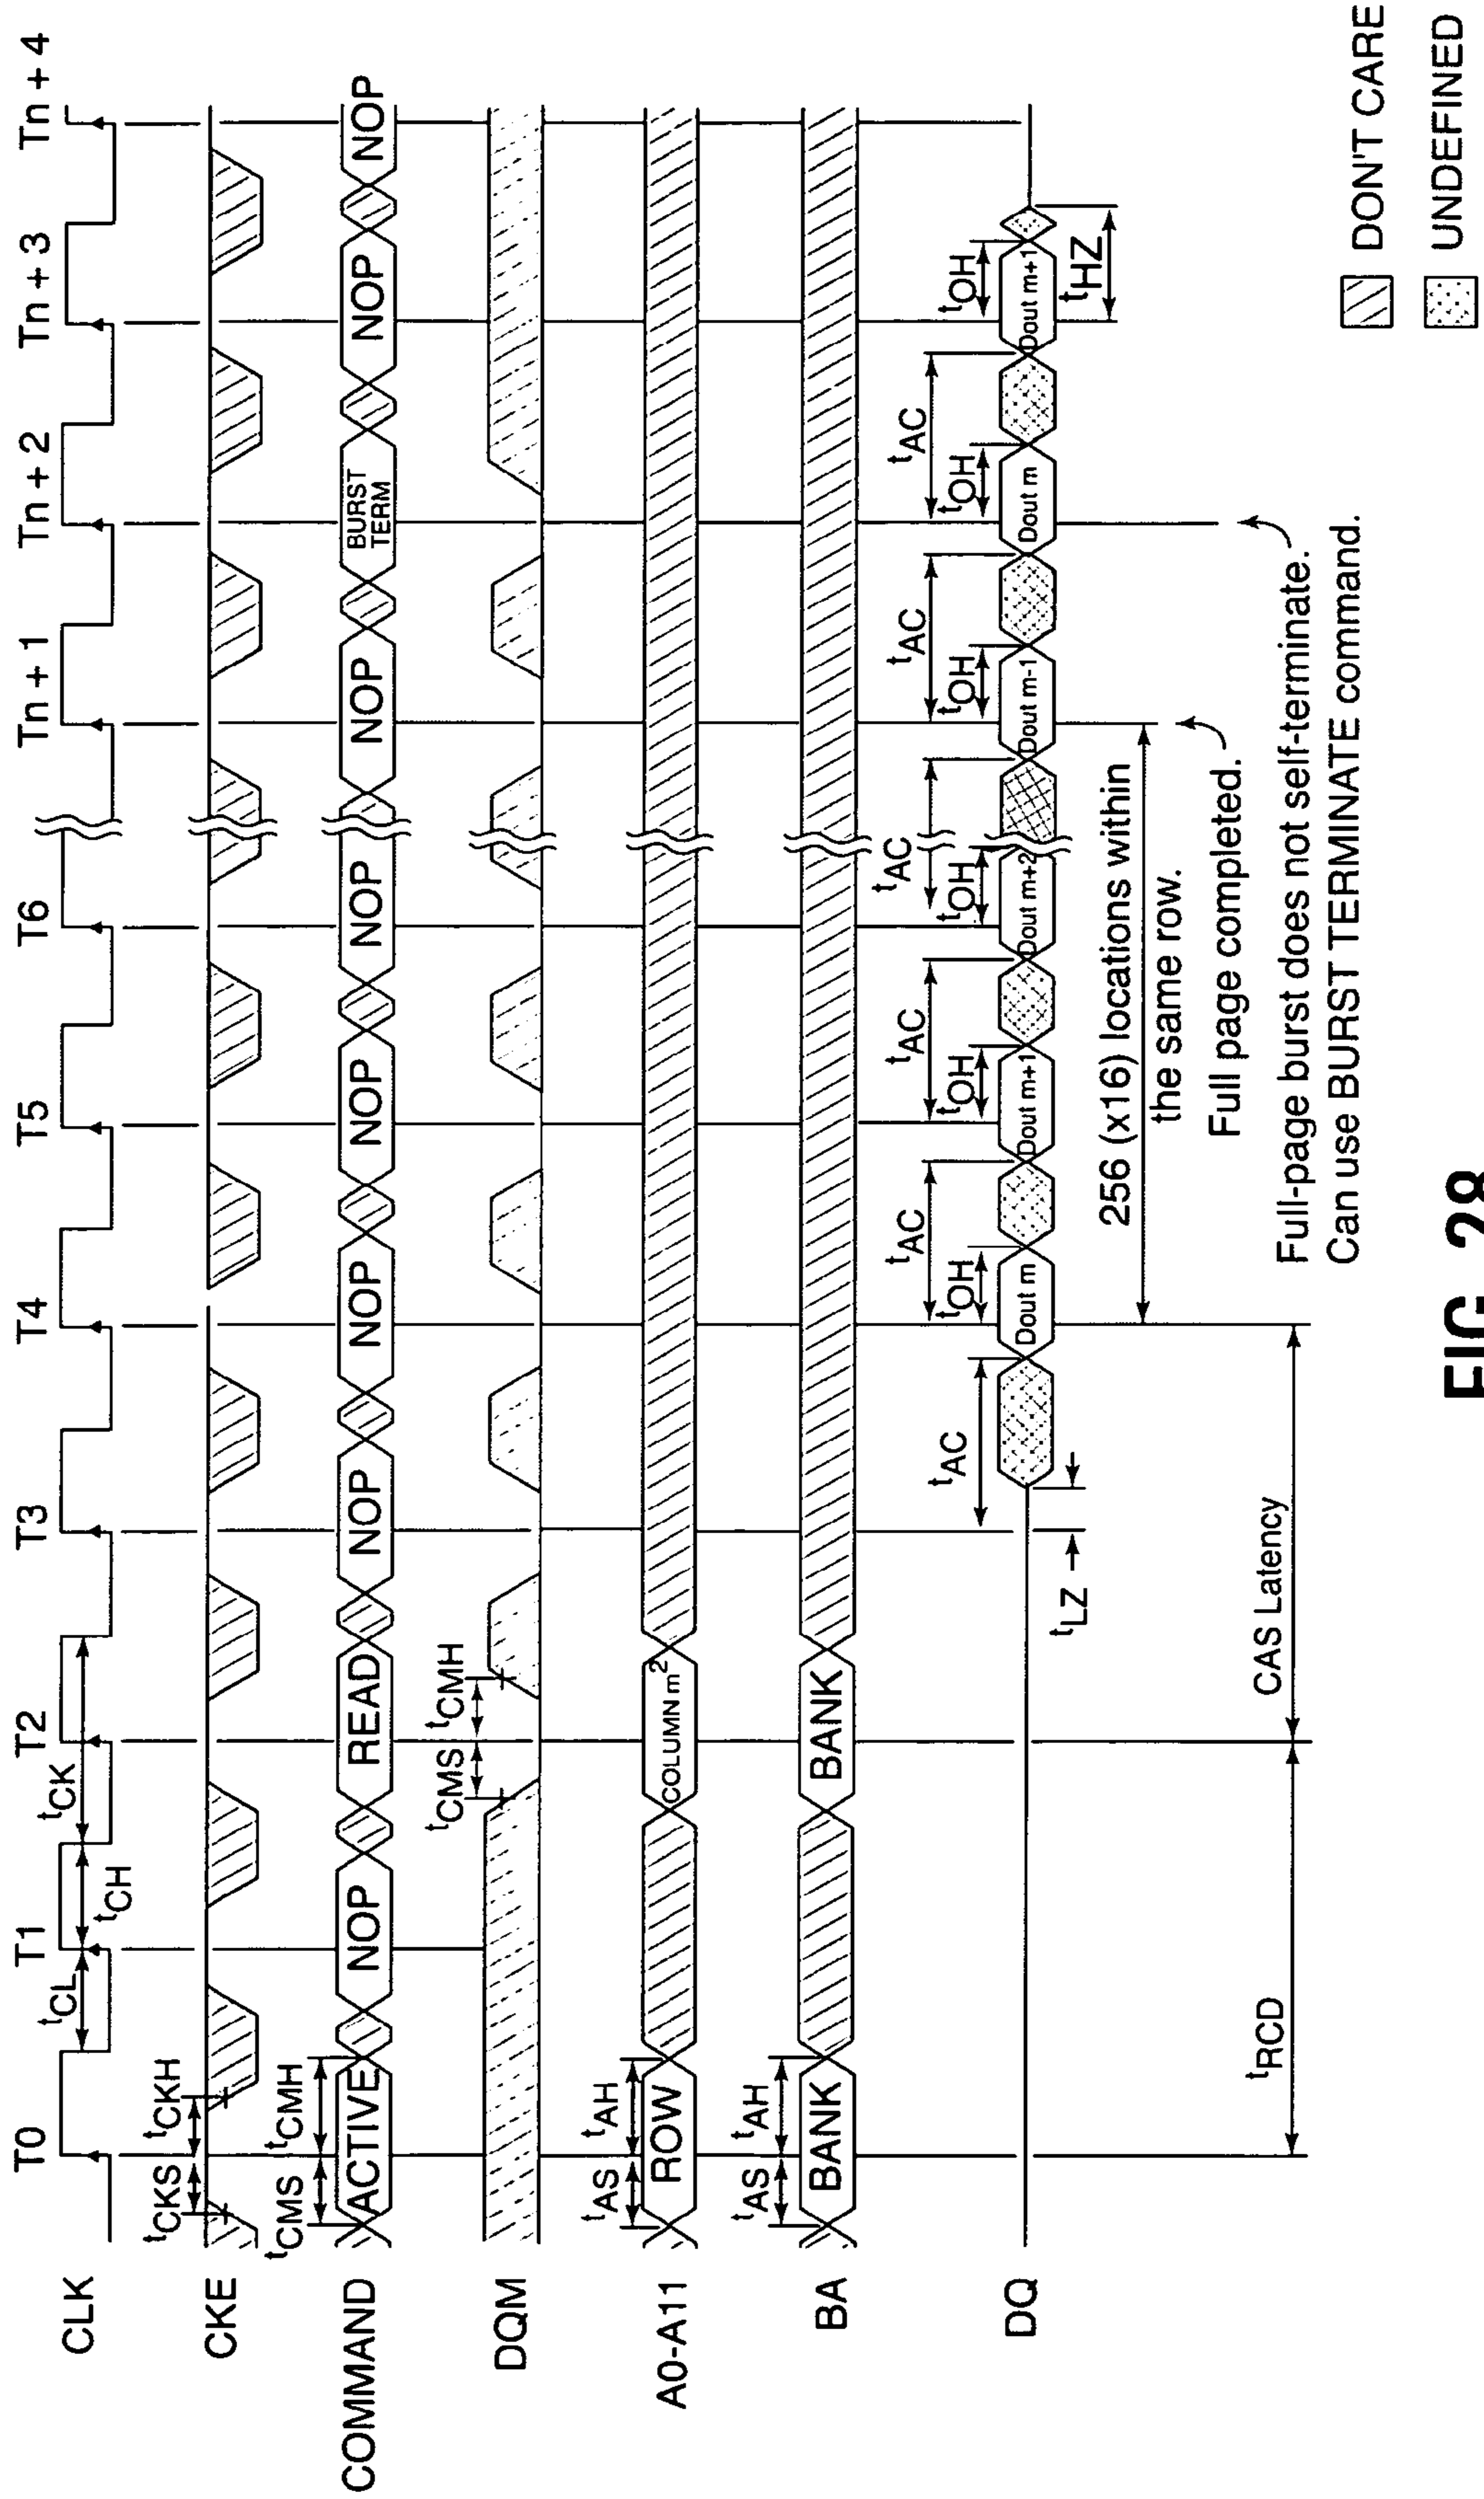 T0 T1 T2 T3 T4 T5 T6 Tn + 1 Tn + 2 Tn + 3 Tn + 4
CLK
tCL tCK
tCH
tCKS tCKH
CKE
tCMS tCMH
COMMAND ACTIVE NOP READ NOP NOP NOP NOP NOP BURST TERM NOP NOP
tCMS tCMH
DQM
tAS tAH
A0-A11 ROW COLUMN m2
tAS tAH
BA BANK BANK
tAC tAC tAC tAC tAC tAC
tOH tOH tOH tOH tOH tOH
DQ Dout m Dout m+1 Dout m+2 Dout m-1 Dout m Dout m+1
tLZ tHZ
256 (x16) locations within
the same row.
Full page completed.
tRCD CAS Latency
Full-page burst does not self-terminate.
Can use BURST TERMINATE command.
DON'T CARE
UNDEFINED
FIG. 28